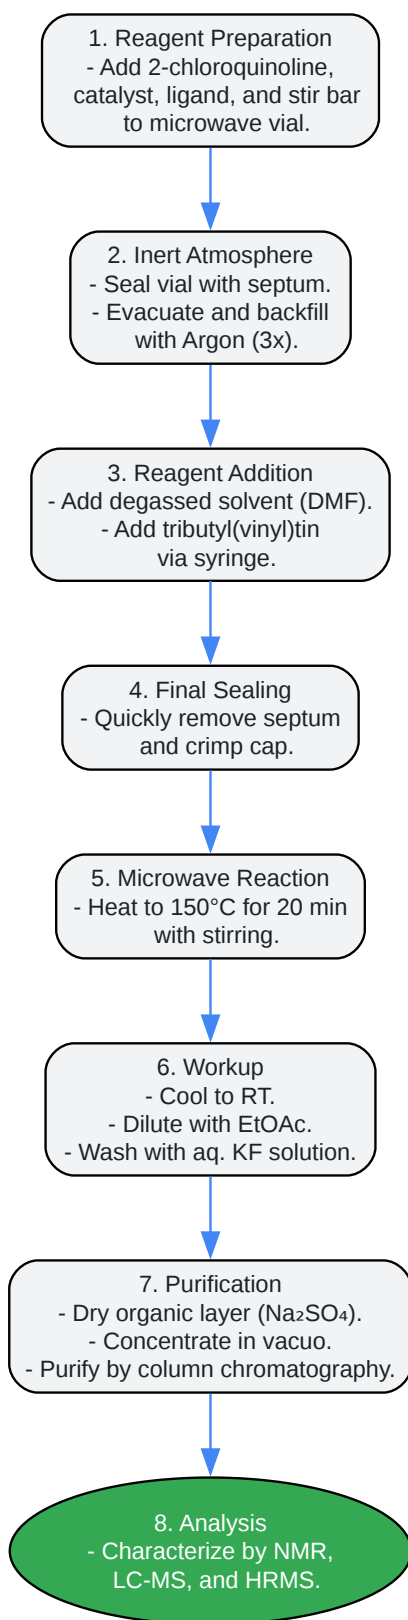 1. Reagent Preparation
- Add 2-chloroquinoline,
catalyst, ligand, and stir bar
to microwave vial.
2. Inert Atmosphere
- Seal vial with septum.
- Evacuate and backfill
with Argon (3x).
3. Reagent Addition
- Add degassed solvent (DMF).
- Add tributyl(vinyl)tin
via syringe.
4. Final Sealing
- Quickly remove septum
and crimp cap.
5. Microwave Reaction
- Heat to 150°C for 20 min
with stirring.
6. Workup
- Cool to RT.
- Dilute with EtOAc.
- Wash with aq. KF solution.
7. Purification
- Dry organic layer (Na₂SO₄).
- Concentrate in vacuo.
- Purify by column chromatography.
8. Analysis
- Characterize by NMR,
LC-MS, and HRMS.